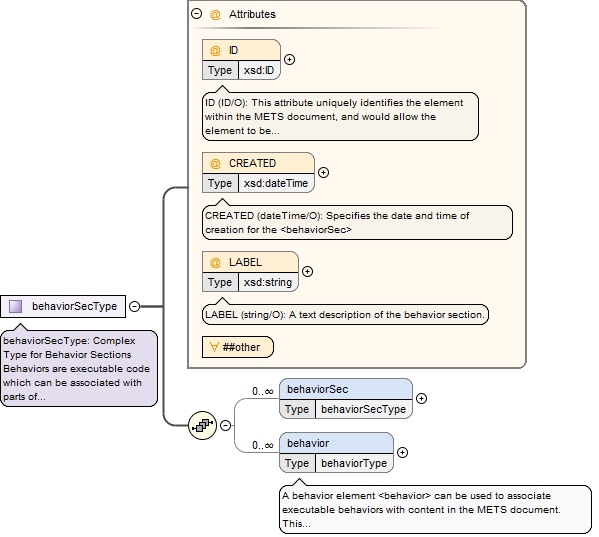 @ Attributes
@ ID
Type xsd:ID
ID (ID/O): This attribute uniquely identifies the element
within the METS document, and would allow the
element to be...
@ CREATED
Type xsd:dateTime
CREATED (dateTime/O): Specifies the date and time of
creation for the <behaviorSec>
@ LABEL
Type xsd:string
LABEL (string/O): A text description of the behavior section.
##other
behaviorSecType
behaviorSecType: Complex
Type for Behavior Sections
Behaviors are executable code
which can be associated with
parts of...
0..∞
behaviorSec
Type behaviorSecType
0..∞
behavior
Type behaviorType
A behavior element <behavior> can be used to associate
executable behaviors with content in the METS document.
This...